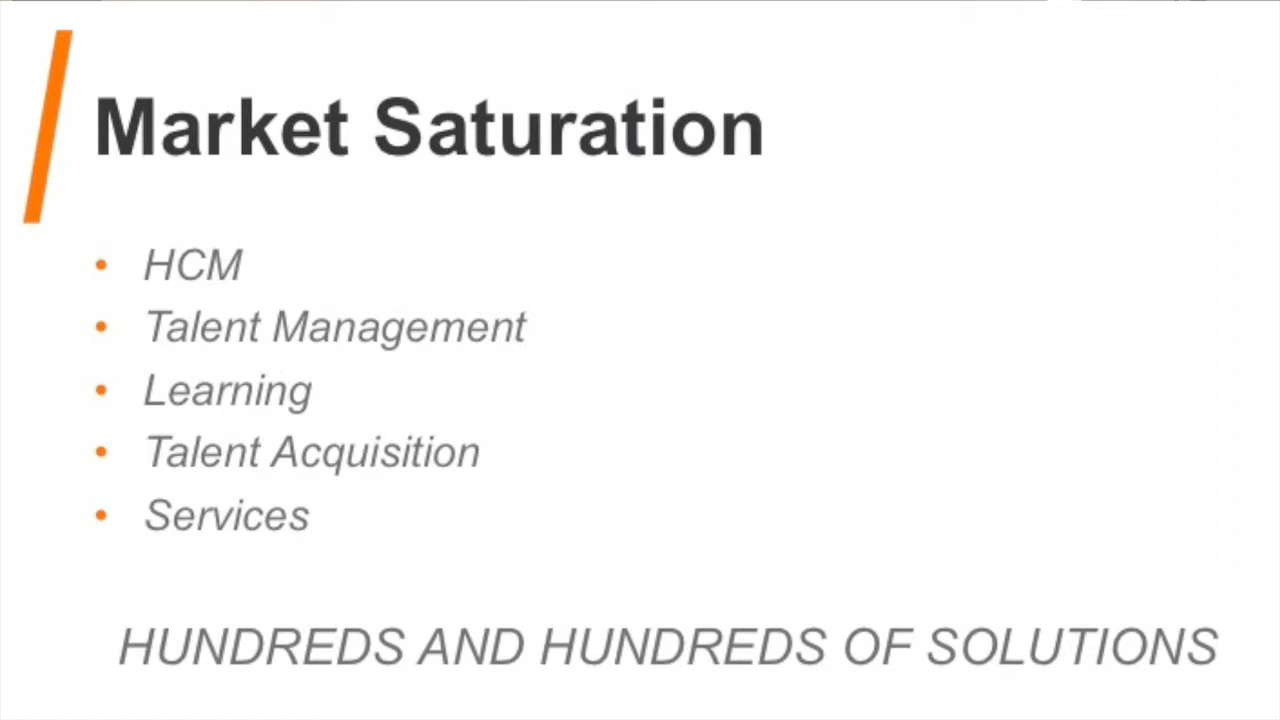 Market Saturation
• HCM
• Talent Management
• Learning
• Talent Acquisition
• Services
HUNDREDS AND HUNDREDS OF SOLUTIONS